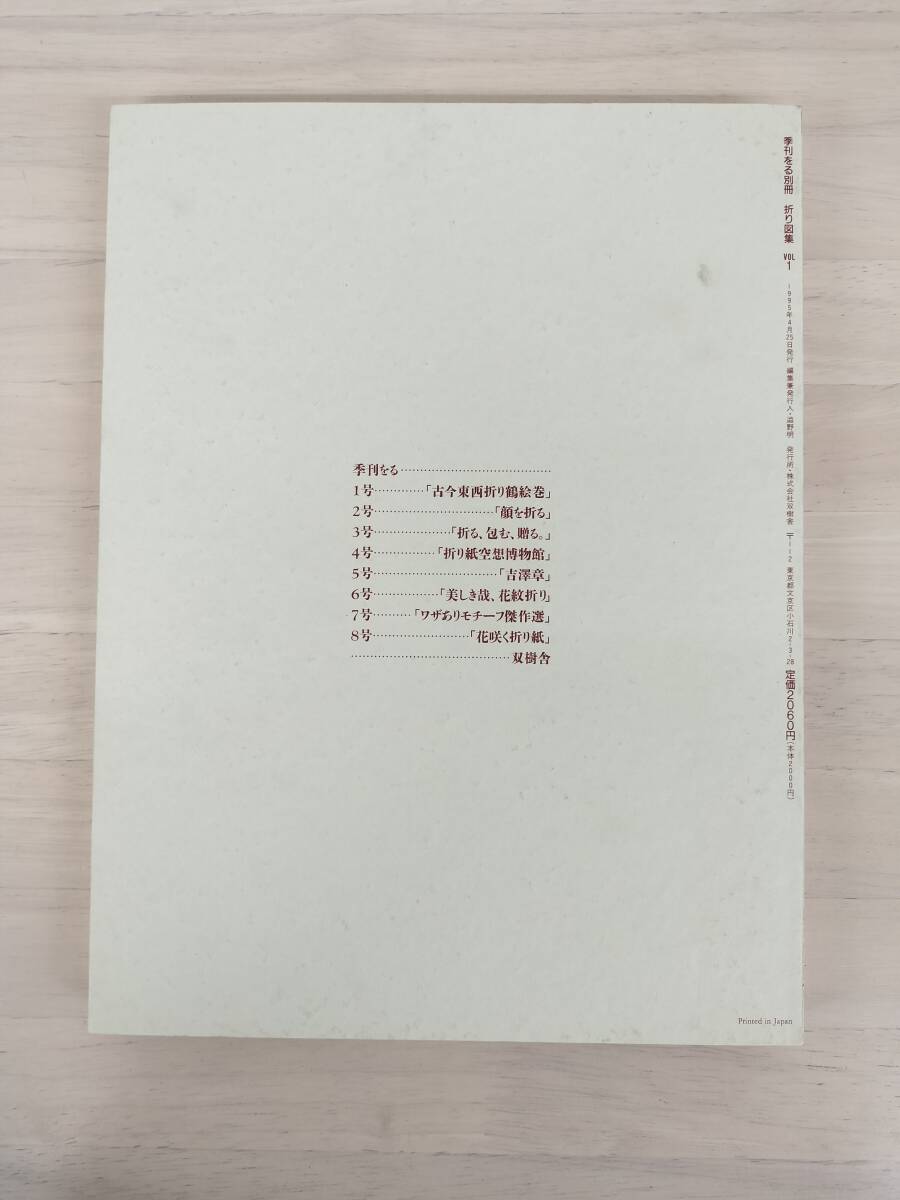 季刊をる別冊 折り図集 VOL 1 1995年4月25日発行 編集兼発行人・追野明 発行所・株式会社双樹舎 〒112 東京都文京区小石川2-3-28 定価2060円(本体2000円)
季刊をる……………………………………
1号…………「古今東西折り鶴絵巻」
2号…………………………「顔を折る」
3号………………「折る、包む、贈る。」
4号……………「折り紙空想博物館」
5号…………………………「吉澤章」
6号……………「美しき哉、花紋折り」
7号………「ワザありモチーフ傑作選」
8号……………………「花咲く折り紙」
…………………………………双樹舎
Printed in Japan